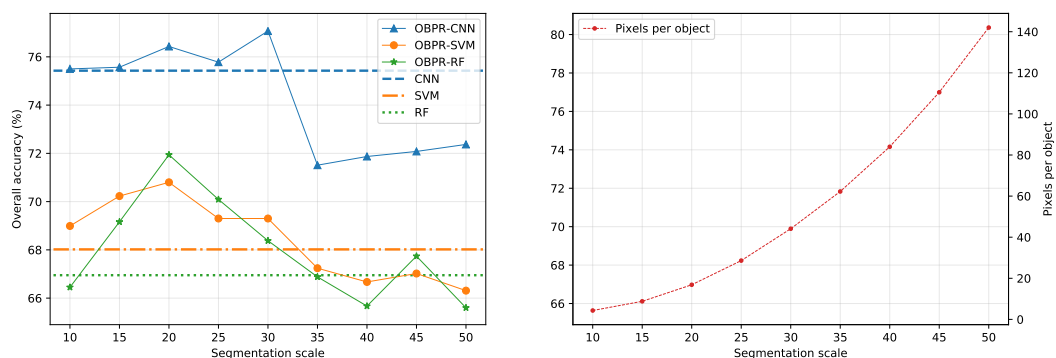 OBPR-CNN
OBPR-SVM
OBPR-RF
CNN
SVM
RF
Overall accuracy (%)
76
74
72
70
68
66
10 15 20 25 30 35 40 45 50
Segmentation scale
Pixels per object
80
78
76
74
72
70
68
66
140
120
100
80
60
40
20
0
Pixels per object
10 15 20 25 30 35 40 45 50
Segmentation scale